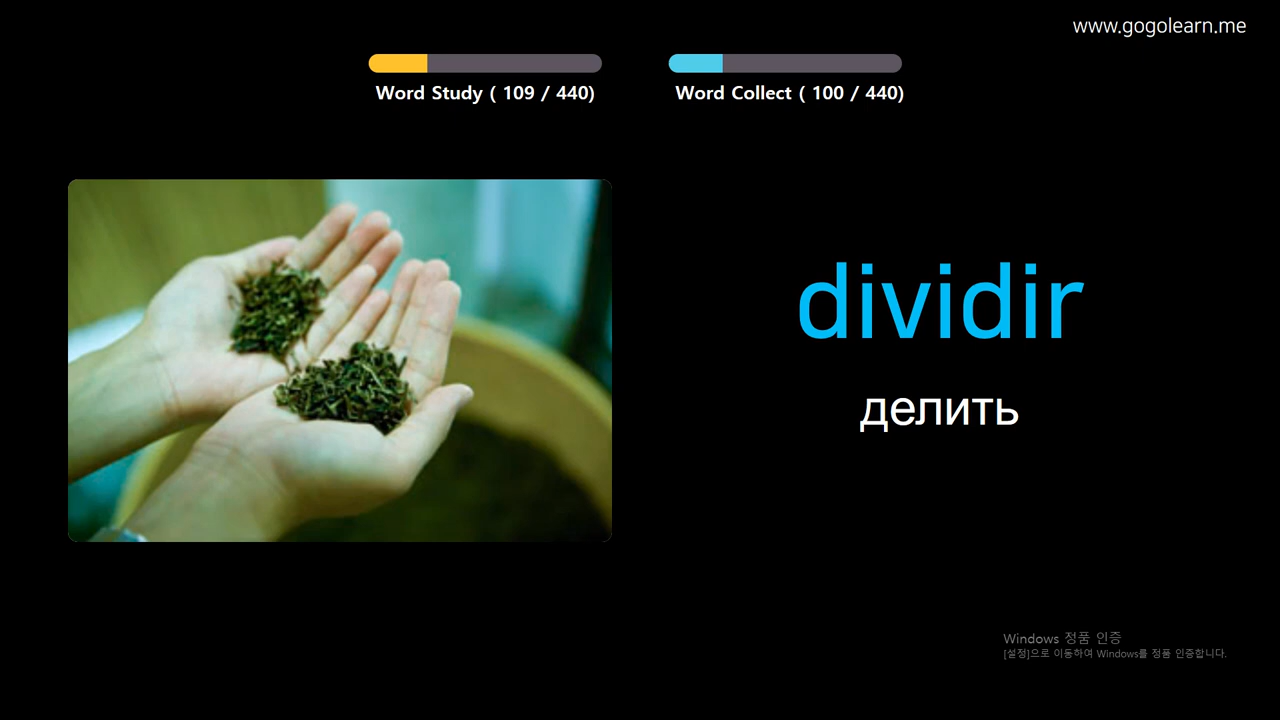 www.gogolearn.me
Word Study ( 109 / 440)
Word Collect ( 100 / 440)
dividir
делить
Windows 정품 인증
[설정]으로 이동하여 Windows를 정품 인증합니다.